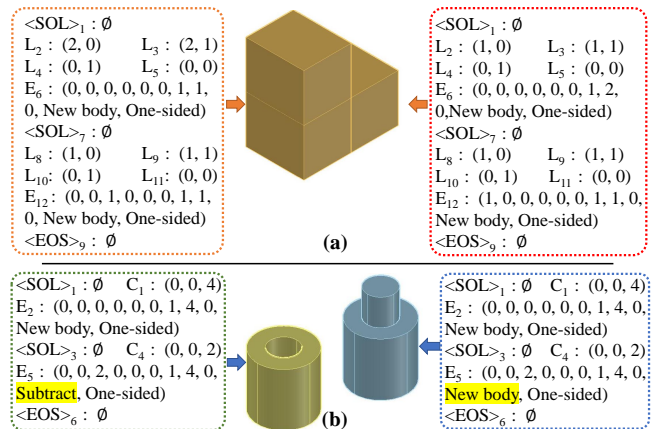 <SOL>₁ : ∅
L₂ : (2, 0) L₃ : (2, 1)
L₄ : (0, 1) L₅ : (0, 0)
E₆ : (0, 0, 0, 0, 0, 0, 1, 1,
0, New body, One-sided)
<SOL>₇ : ∅
L₈ : (1, 0) L₉ : (1, 1)
L₁₀: (0, 1) L₁₁: (0, 0)
E₁₂ : (0, 0, 1, 0, 0, 0, 1, 1,
0, New body, One-sided)
<EOS>₉ : ∅
<SOL>₁ : ∅
L₂ : (1, 0) L₃ : (1, 1)
L₄ : (0, 1) L₅ : (0, 0)
E₆ : (0, 0, 0, 0, 0, 0, 1, 2,
0,New body, One-sided)
<SOL>₇ : ∅
L₈ : (1, 0) L₉ : (1, 1)
L₁₀ : (0, 1) L₁₁ : (0, 0)
E₁₂ : (1, 0, 0, 0, 0, 0, 1, 1, 0,
New body, One-sided)
<EOS>₉ : ∅
(a)
<SOL>₁ : ∅ C₁ : (0, 0, 4)
E₂ : (0, 0, 0, 0, 0, 0, 1, 4, 0,
New body, One-sided)
<SOL>₃ : ∅ C₄ : (0, 0, 2)
E₅ : (0, 0, 2, 0, 0, 0, 1, 4, 0,
Subtract, One-sided)
<EOS>₆ : ∅
<SOL>₁ : ∅ C₁ : (0, 0, 4)
E₂ : (0, 0, 0, 0, 0, 0, 1, 4, 0,
New body, One-sided)
<SOL>₃ : ∅ C₄ : (0, 0, 2)
E₅ : (0, 0, 2, 0, 0, 0, 1, 4, 0,
New body, One-sided)
<EOS>₆ : ∅
(b)